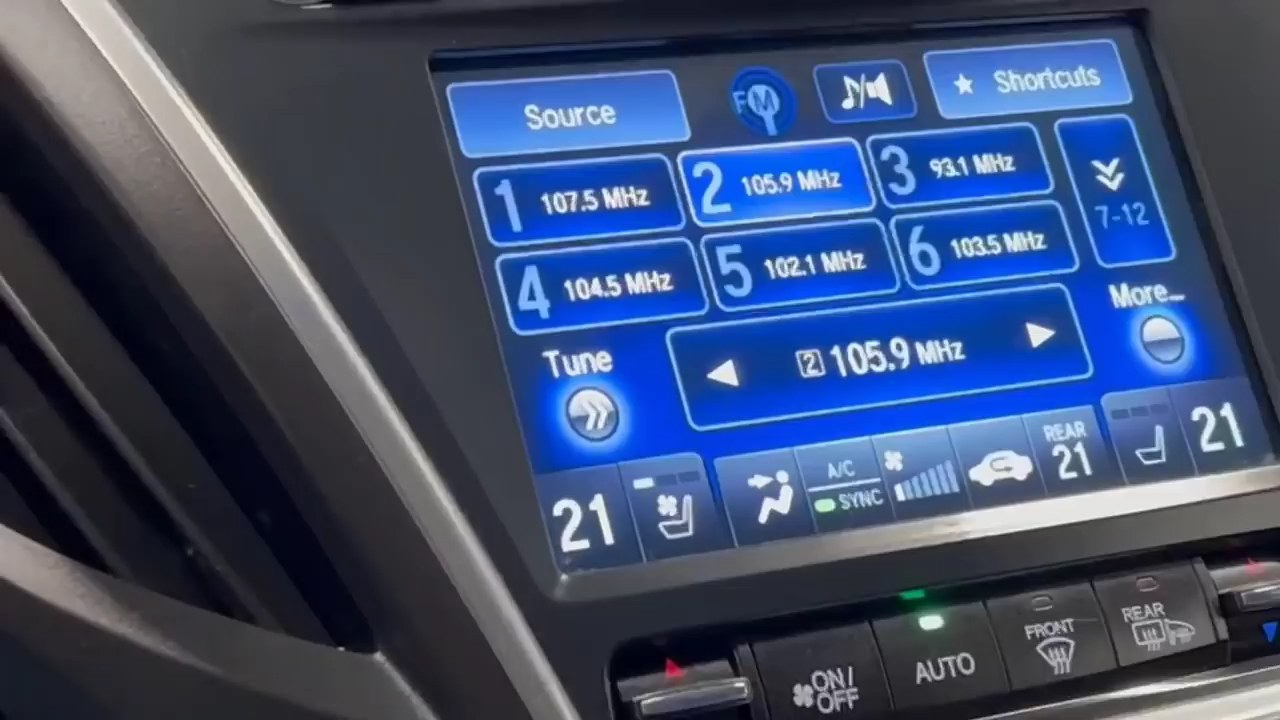 Source
FM
Shortcuts
1 107.5 MHz
2 105.9 MHz
3 93.1 MHz
7-12
4 104.5 MHz
5 102.1 MHz
6 103.5 MHz
Tune
2 105.9 MHz
More...
21
A/C
SYNC
REAR
21
21
ON/
OFF
AUTO
FRONT
REAR